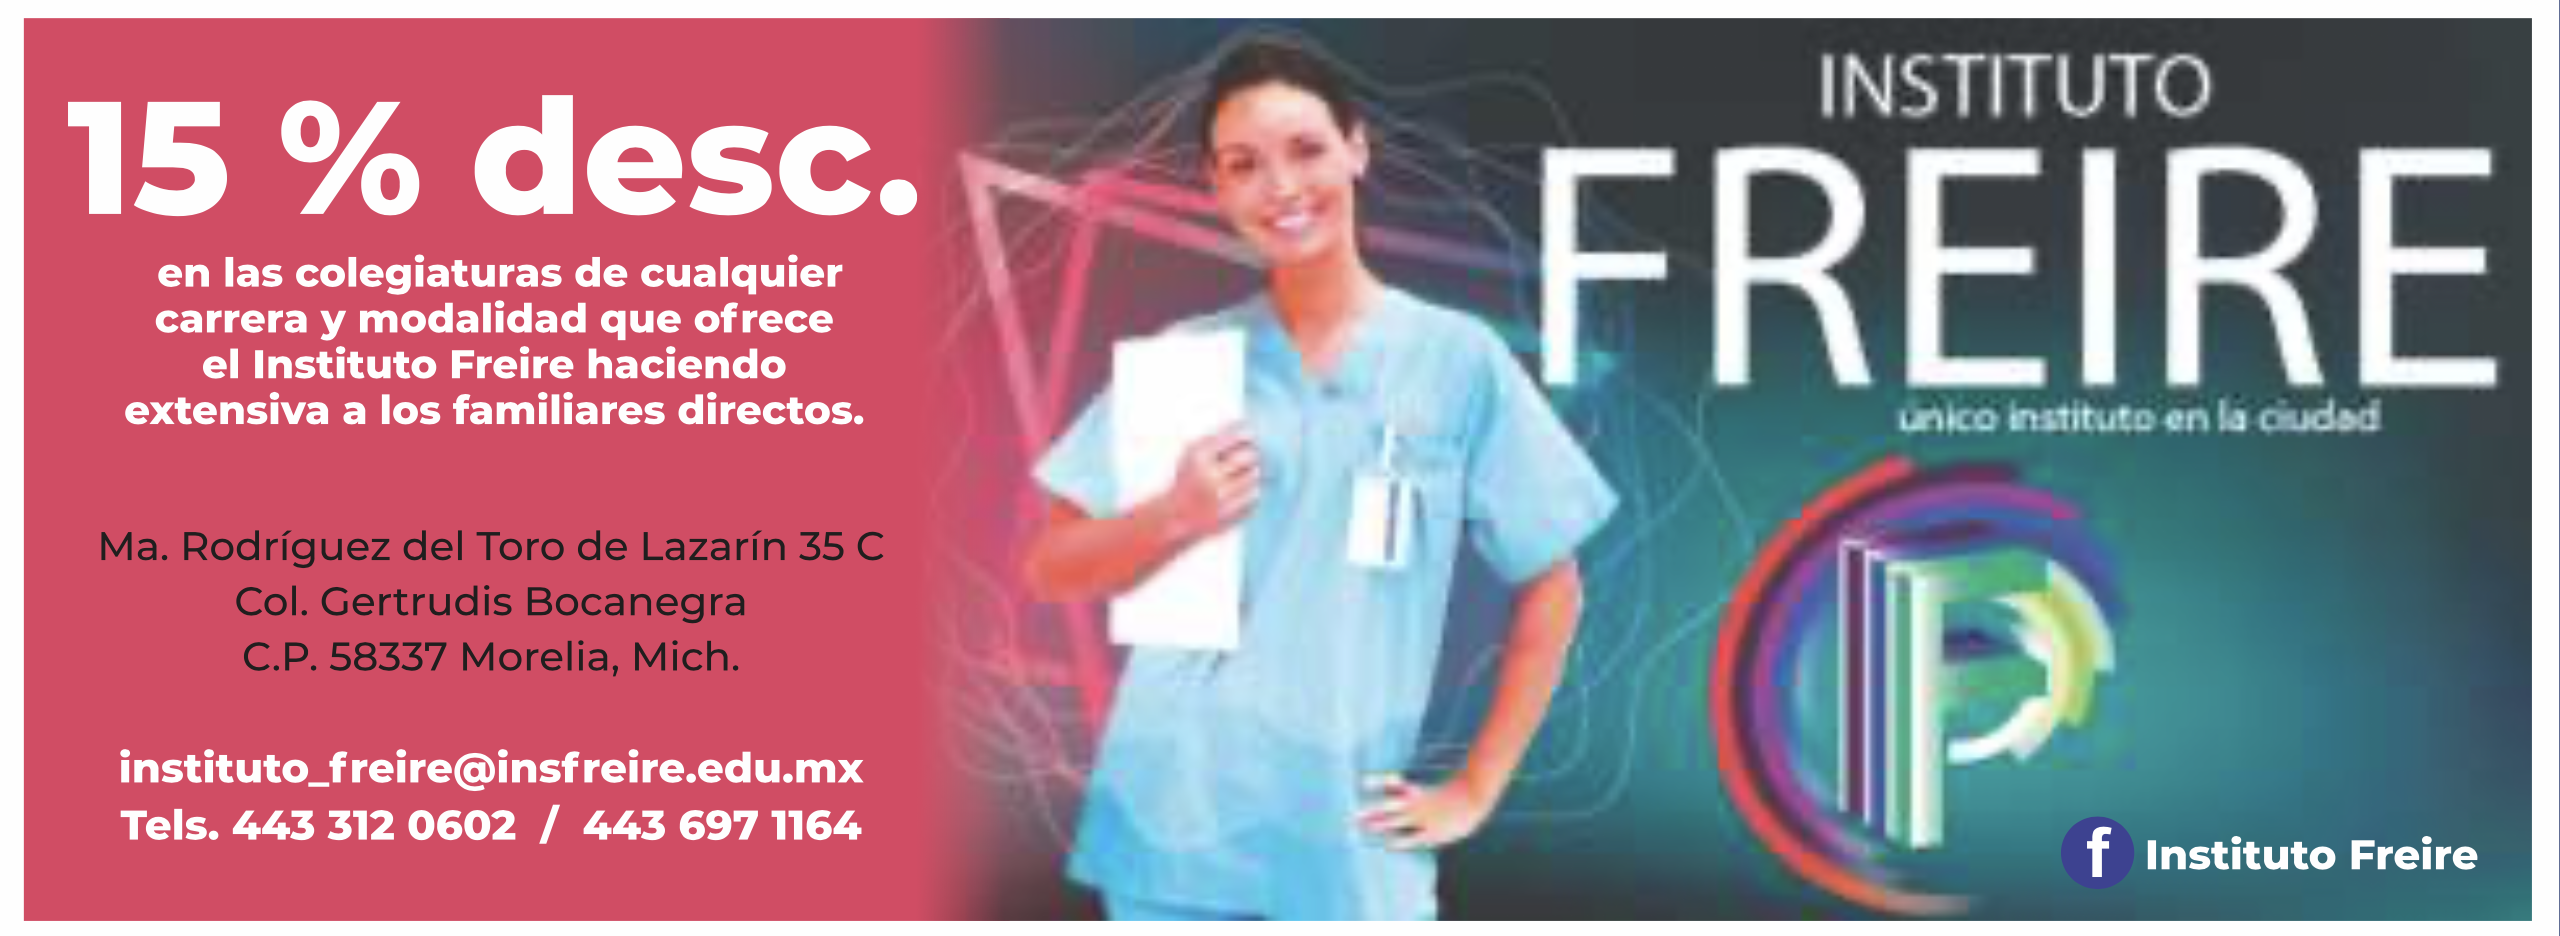 15 % desc.
en las colegiaturas de cualquier
carrera y modalidad que ofrece
el Instituto Freire haciendo
extensiva a los familiares directos.
Ma. Rodríguez del Toro de Lazarín 35 C
Col. Gertrudis Bocanegra
C.P. 58337 Morelia, Mich.
instituto_freire@insfreire.edu.mx
Tels. 443 312 0602 / 443 697 1164
INSTITUTO
FREIRE
único instituto en la ciudad
f Instituto Freire